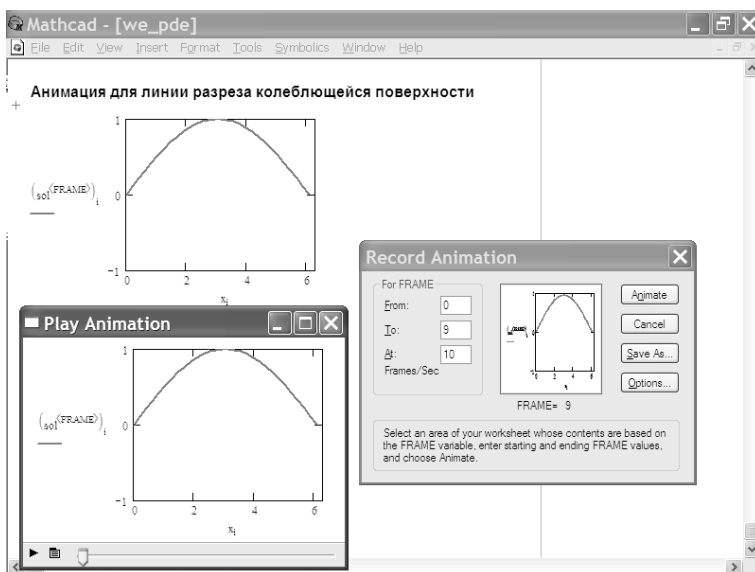 Mathcad - [we_pde]
File Edit View Insert Format Tools Symbolics Window Help
Анимация для линии разреза колеблющейся поверхности
1
(sol<FRAME>)i
0
−1
0 2 4 6
xi
Record Animation
For FRAME
From: 0
To: 9
At: 10
Frames/Sec
FRAME= 9
Animate
Cancel
Save As...
Options...
Select an area of your worksheet whose contents are based on
the FRAME variable, enter starting and ending FRAME values,
and choose Animate.
Play Animation
1
(sol<FRAME>)i
0
−1
0 2 4 6
xi